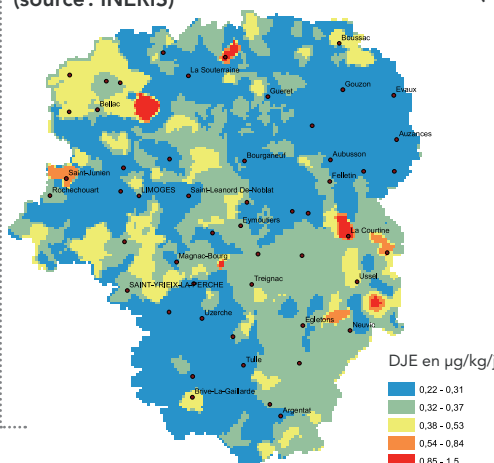 (source : INERIS)
Boussac
La Souterraine
Gouzon
Evaux
Gueret
Bellac
Auzances
Bourganeuf
Aubusson
Saint-Junien
Felletin
Rochechouart
LIMOGES
Saint-Leanord De-Noblat
Eymoutiers
La Courtine
Magnac-Bourg
Treignac
Ussel
SAINT-YRIEIX-LA-PERCHE
Uzerche
Egletons
Neuvic
Tulle
DJE en µg/kg/j
Brive-La-Gaillarde
Argentat
0,22 - 0,31
0,32 - 0,37
0,38 - 0,53
0,54 - 0,84
0,85 - 1,5